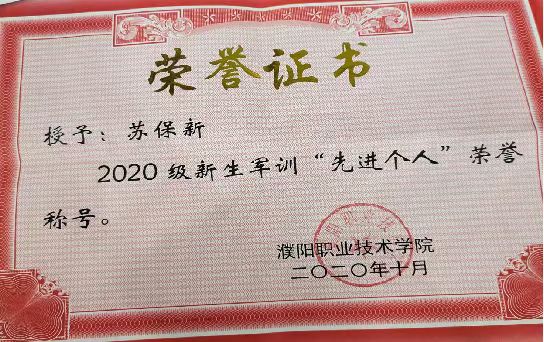 荣誉证书
授予：苏保新
2020级新生军训“先进个人”荣誉
称号。
濮阳职业技术学院
二〇二〇年十月